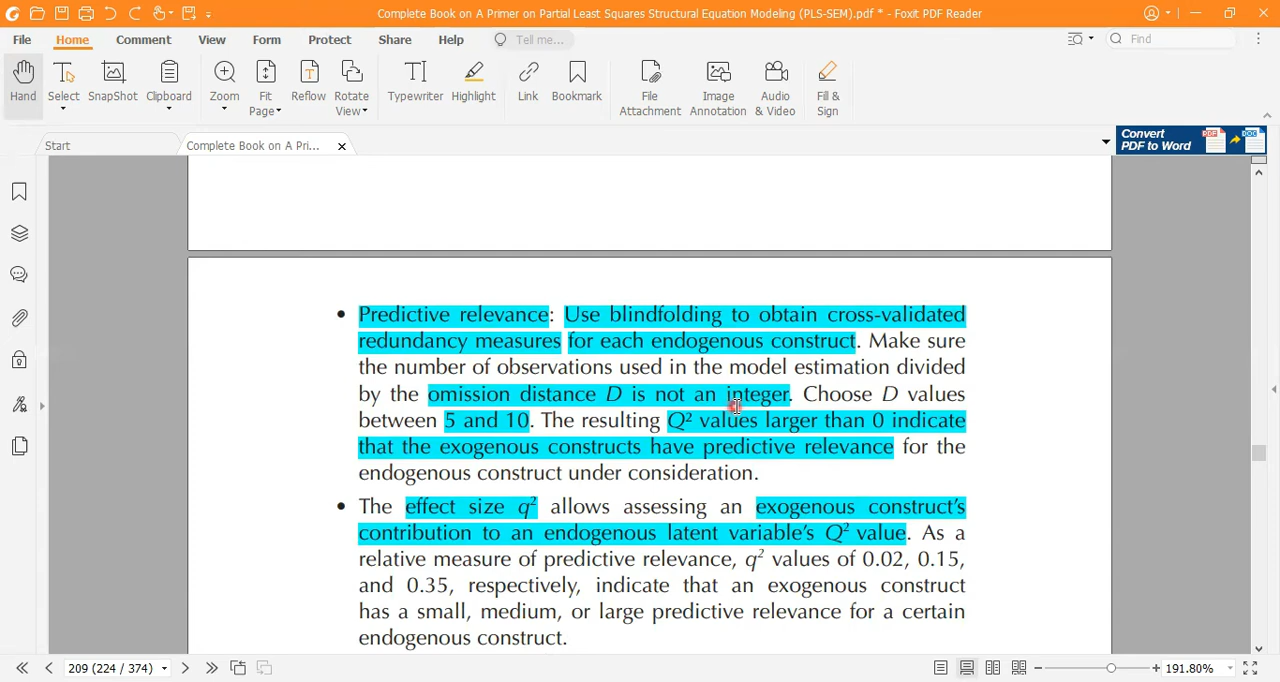 Complete Book on A Primer on Partial Least Squares Structural Equation Modeling (PLS-SEM).pdf * - Foxit PDF Reader
File Home Comment View Form Protect Share Help Tell me... Find
Hand Select SnapShot Clipboard Zoom Fit Page Reflow Rotate View Typewriter Highlight Link Bookmark File Attachment Image Annotation Audio & Video Fill & Sign
Start Complete Book on A Pri... Convert PDF to Word PDF DOC
• Predictive relevance: Use blindfolding to obtain cross-validated
redundancy measures for each endogenous construct. Make sure
the number of observations used in the model estimation divided
by the omission distance D is not an integer. Choose D values
between 5 and 10. The resulting Q² values larger than 0 indicate
that the exogenous constructs have predictive relevance for the
endogenous construct under consideration.
• The effect size q² allows assessing an exogenous construct's
contribution to an endogenous latent variable's Q² value. As a
relative measure of predictive relevance, q² values of 0.02, 0.15,
and 0.35, respectively, indicate that an exogenous construct
has a small, medium, or large predictive relevance for a certain
endogenous construct.
209 (224 / 374) 191.80%